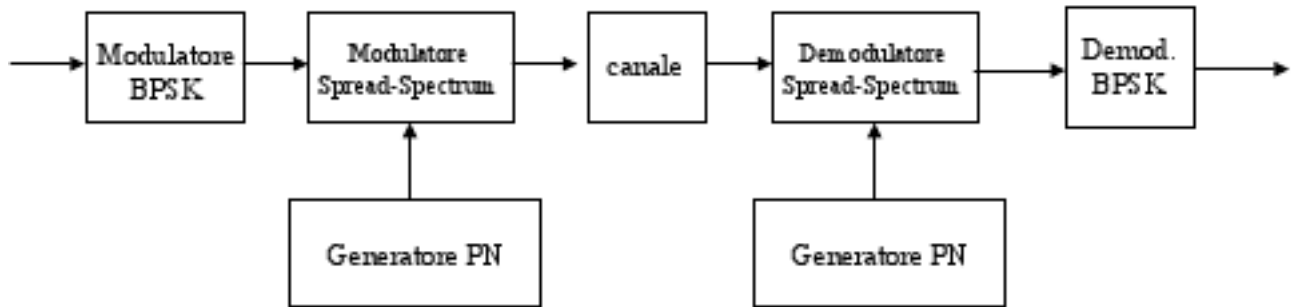 Modulatore
BPSK
Modulatore
Spread-Spectrum
canale
Demodulatore
Spread-Spectrum
Demod.
BPSK
Generatore PN
Generatore PN